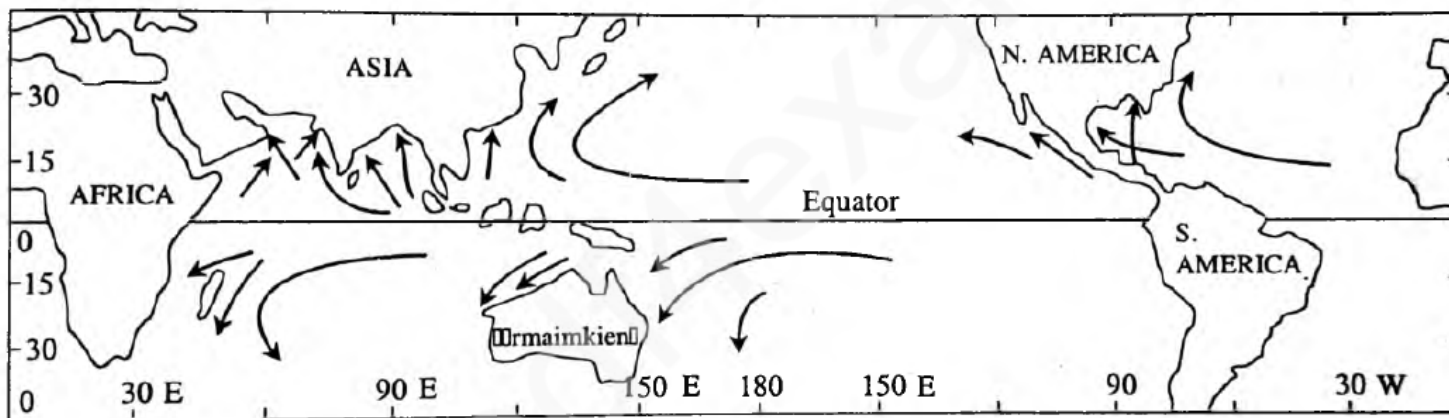 ASIA
N. AMERICA
30
15
AFRICA
Equator
0
S.
AMERICA
15
30
0
30 E
90 E
150 E
180
150 E
90
30 W